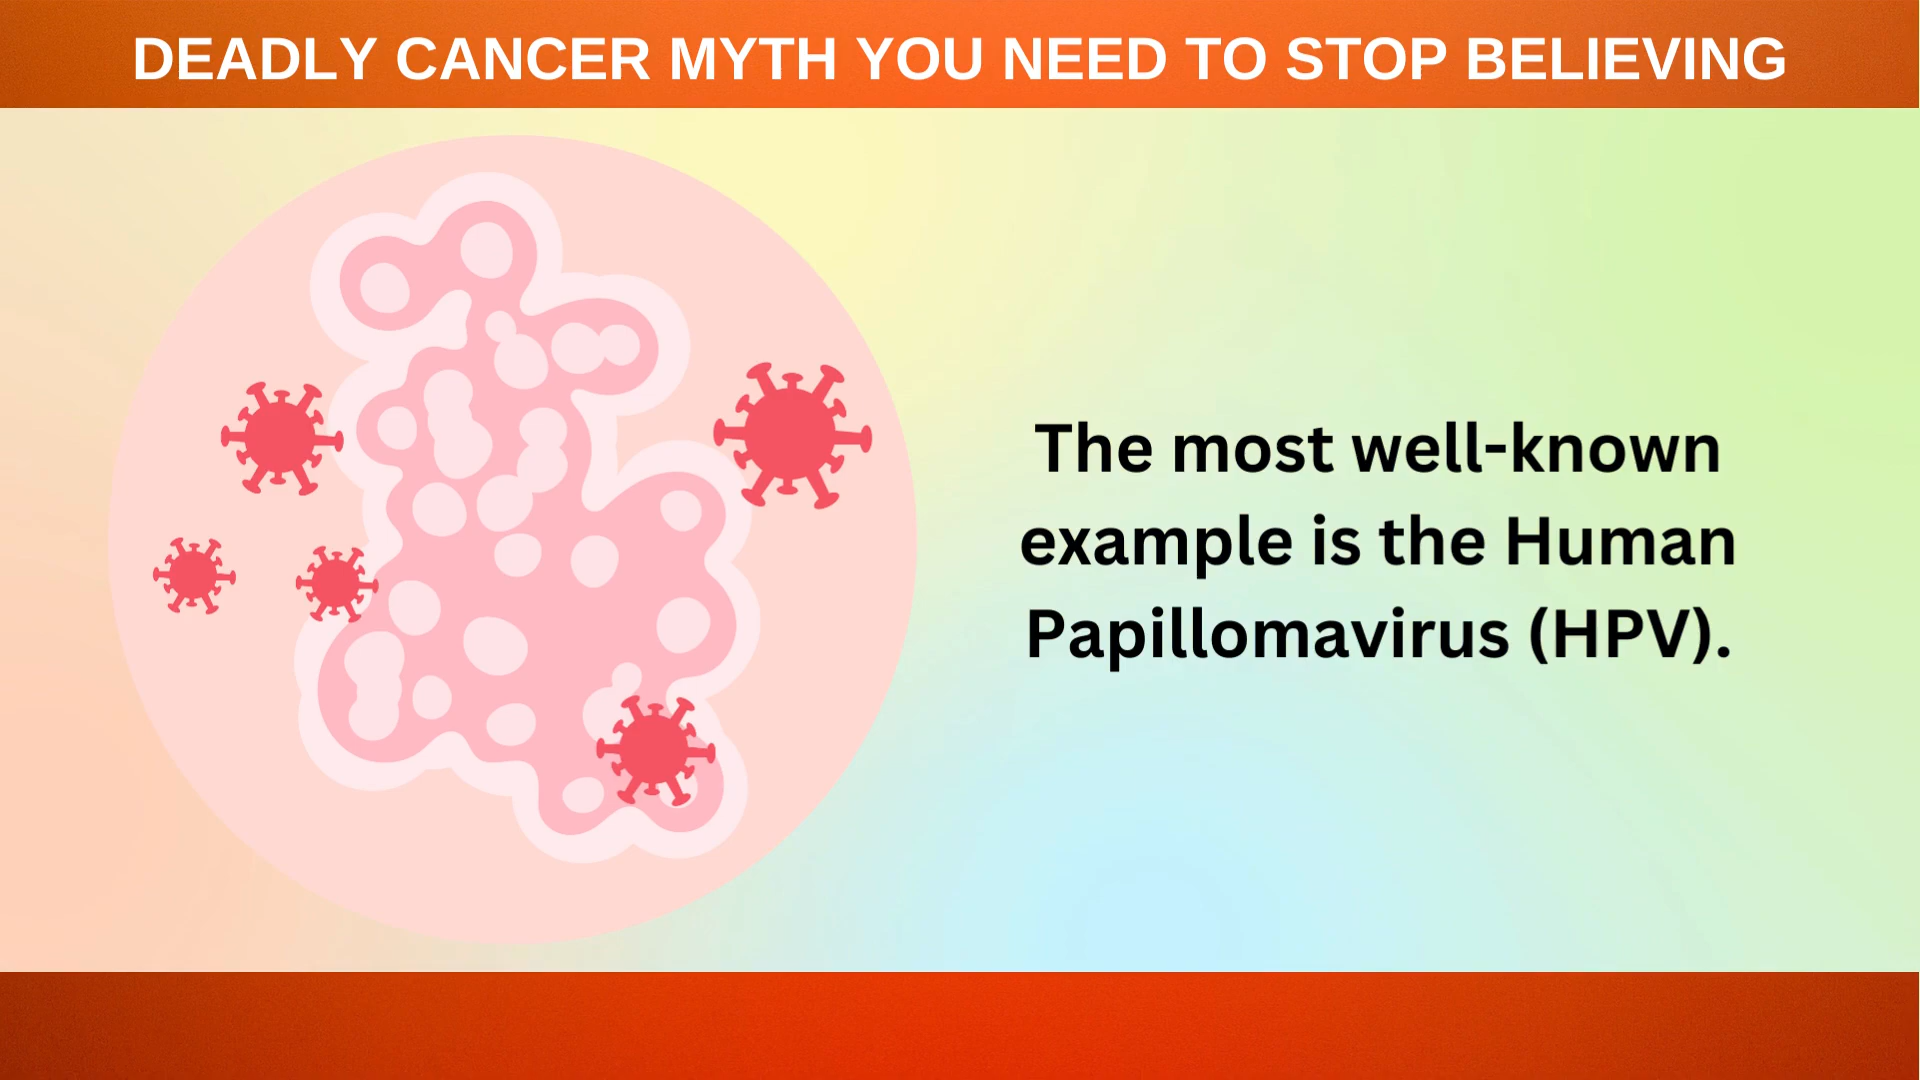 DEADLY CANCER MYTH YOU NEED TO STOP BELIEVING
The most well-known
example is the Human
Papillomavirus (HPV).